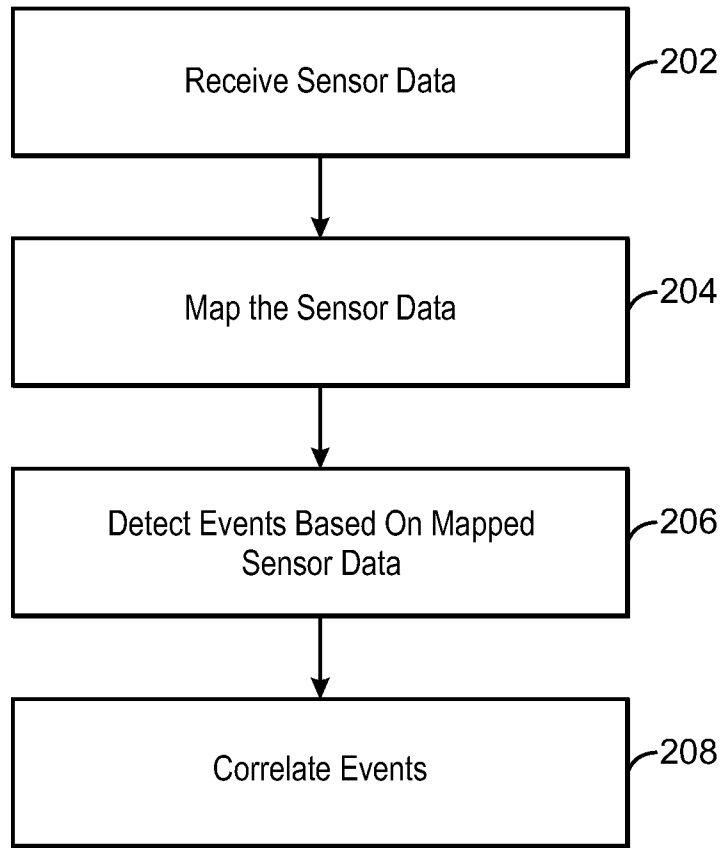 Receive Sensor Data
202
Map the Sensor Data
204
Detect Events Based On Mapped
Sensor Data
206
Correlate Events
208